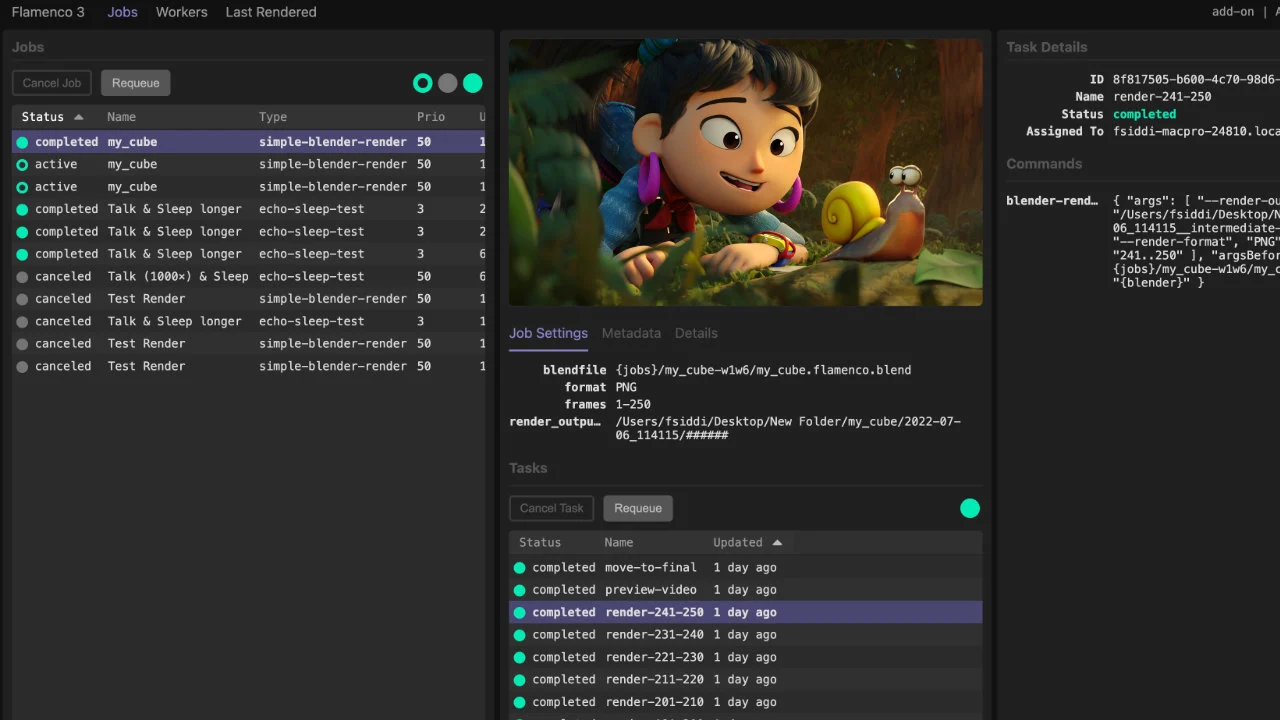 Flamenco 3 Jobs Workers Last Rendered add-on |
Jobs
Cancel Job Requeue
Status Name Type Prio U
completed my_cube simple-blender-render 50 1
active my_cube simple-blender-render 50 1
active my_cube simple-blender-render 50 1
completed Talk & Sleep longer echo-sleep-test 3 2
completed Talk & Sleep longer echo-sleep-test 3 6
completed Talk & Sleep longer echo-sleep-test 3 6
canceled Talk (1000×) & Sleep echo-sleep-test 50 6
canceled Test Render simple-blender-render 50 1
canceled Talk & Sleep longer echo-sleep-test 3 1
canceled Test Render simple-blender-render 50 1
canceled Test Render simple-blender-render 50 1
Job Settings Metadata Details
blendfile {jobs}/my_cube-w1w6/my_cube.flamenco.blend
format PNG
frames 1-250
render_outpu… /Users/fsiddi/Desktop/New Folder/my_cube/2022-07-
06_114115/######
Tasks
Cancel Task Requeue
Status Name Updated
completed move-to-final 1 day ago
completed preview-video 1 day ago
completed render-241-250 1 day ago
completed render-231-240 1 day ago
completed render-221-230 1 day ago
completed render-211-220 1 day ago
completed render-201-210 1 day ago
Task Details
ID 8f817505-b600-4c70-98d6-
Name render-241-250
Status completed
Assigned To fsiddi-macpro-24810.loca
Commands
blender-rend… { "args": [ "--render-ou
"/Users/fsiddi/Desktop/N
06_114115__intermediate-
"--render-format", "PNG"
"241..250" ], "argsBefor
{jobs}/my_cube-w1w6/my_c
"{blender}" }